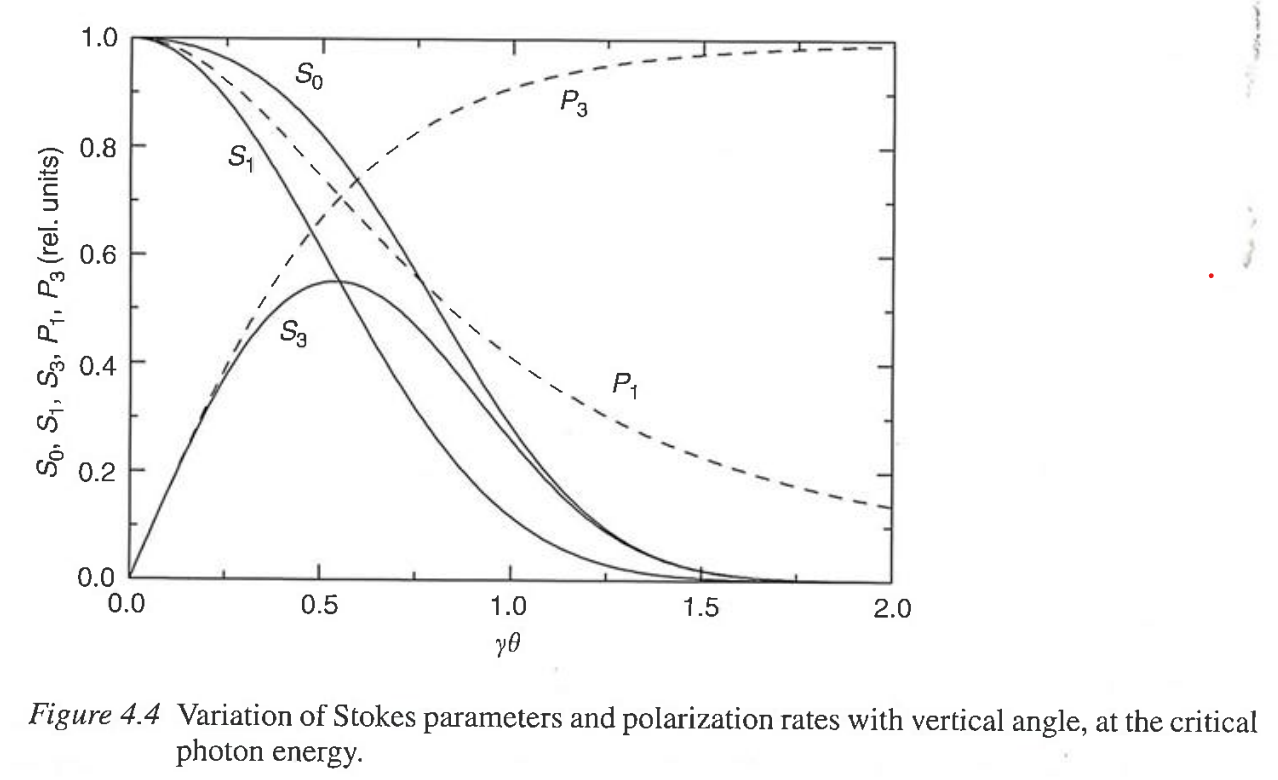 1.0
S0
P3
0.8
S1
0.6
S0, S1, S3, P1, P3 (rel. units)
S3
0.4
P1
0.2
0.0
0.0 0.5 1.0 1.5 2.0
γθ
Figure 4.4 Variation of Stokes parameters and polarization rates with vertical angle, at the critical
photon energy.